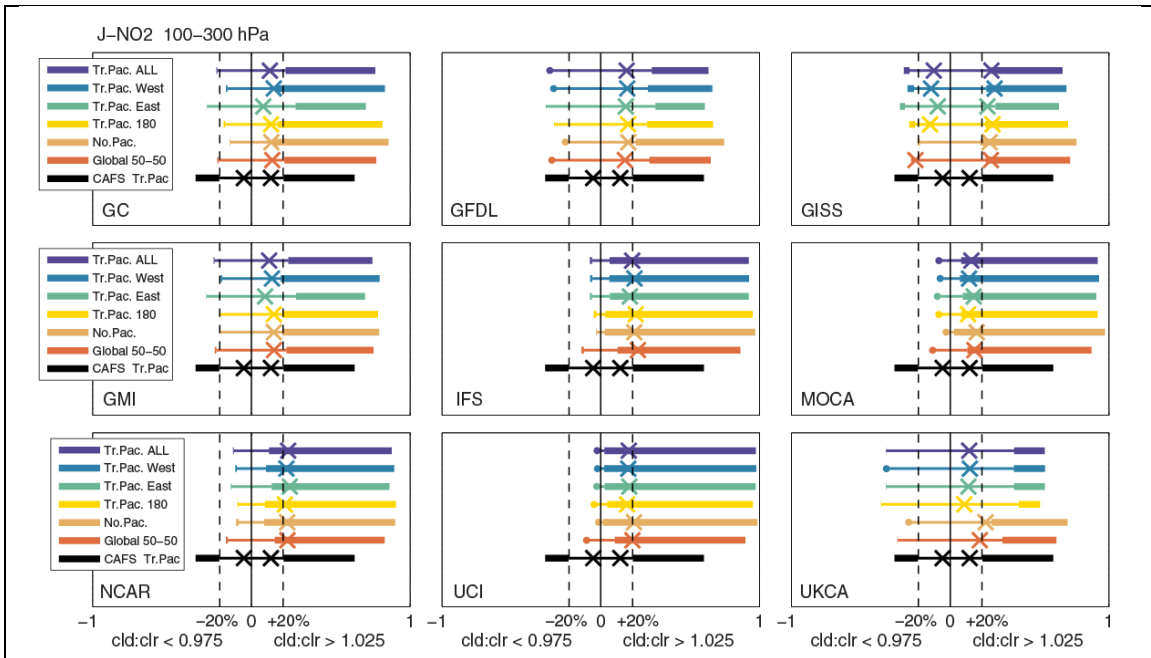 J-NO2 100-300 hPa
Tr.Pac. ALL
Tr.Pac. West
Tr.Pac. East
Tr.Pac. 180
No.Pac.
Global 50-50
CAFS Tr.Pac
GC
GFDL
GISS
Tr.Pac. ALL
Tr.Pac. West
Tr.Pac. East
Tr.Pac. 180
No.Pac.
Global 50-50
CAFS Tr.Pac
GMI
IFS
MOCA
Tr.Pac. ALL
Tr.Pac. West
Tr.Pac. East
Tr.Pac. 180
No.Pac.
Global 50-50
CAFS Tr.Pac
NCAR
UCI
UKCA
-1 -20% 0 +20% 1 -20% 0 +20% 1 -20% 0 +20% 1
cld:clr < 0.975 cld:clr > 1.025 cld:clr < 0.975 cld:clr > 1.025 cld:clr < 0.975 cld:clr > 1.025